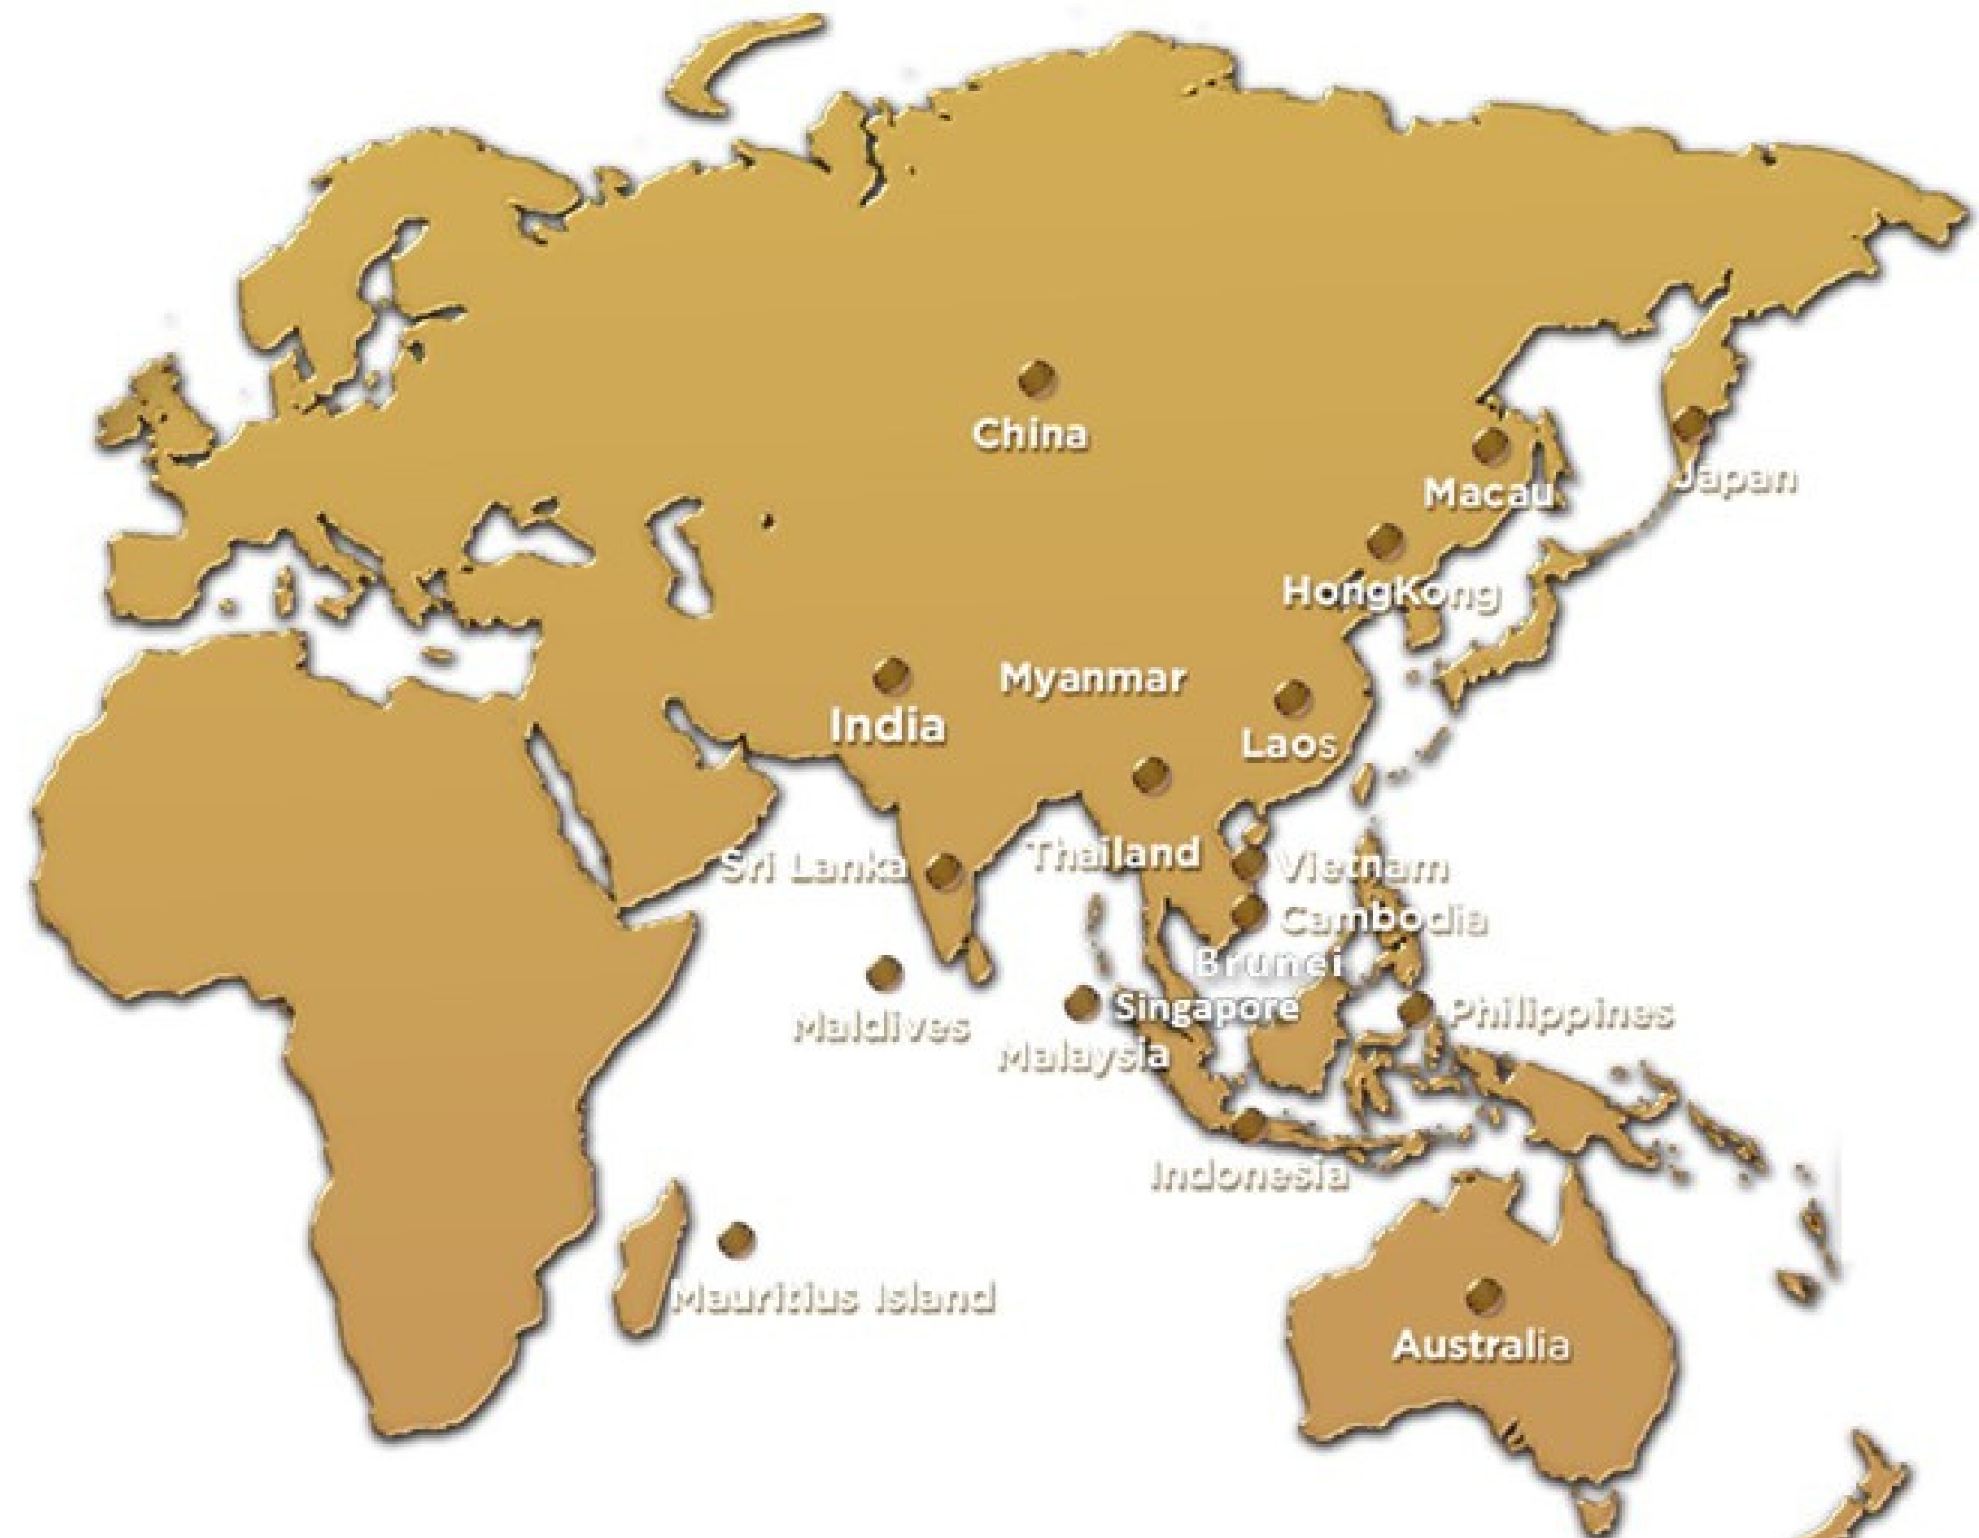 China
Japan
Macau
HongKong
Myanmar
India
Laos
Thailand
Sri Lanka
Vietnam
Cambodia
Brunei
Singapore
Philippines
Maldives
Malaysia
Indonesia
Mauritius Island
Australia